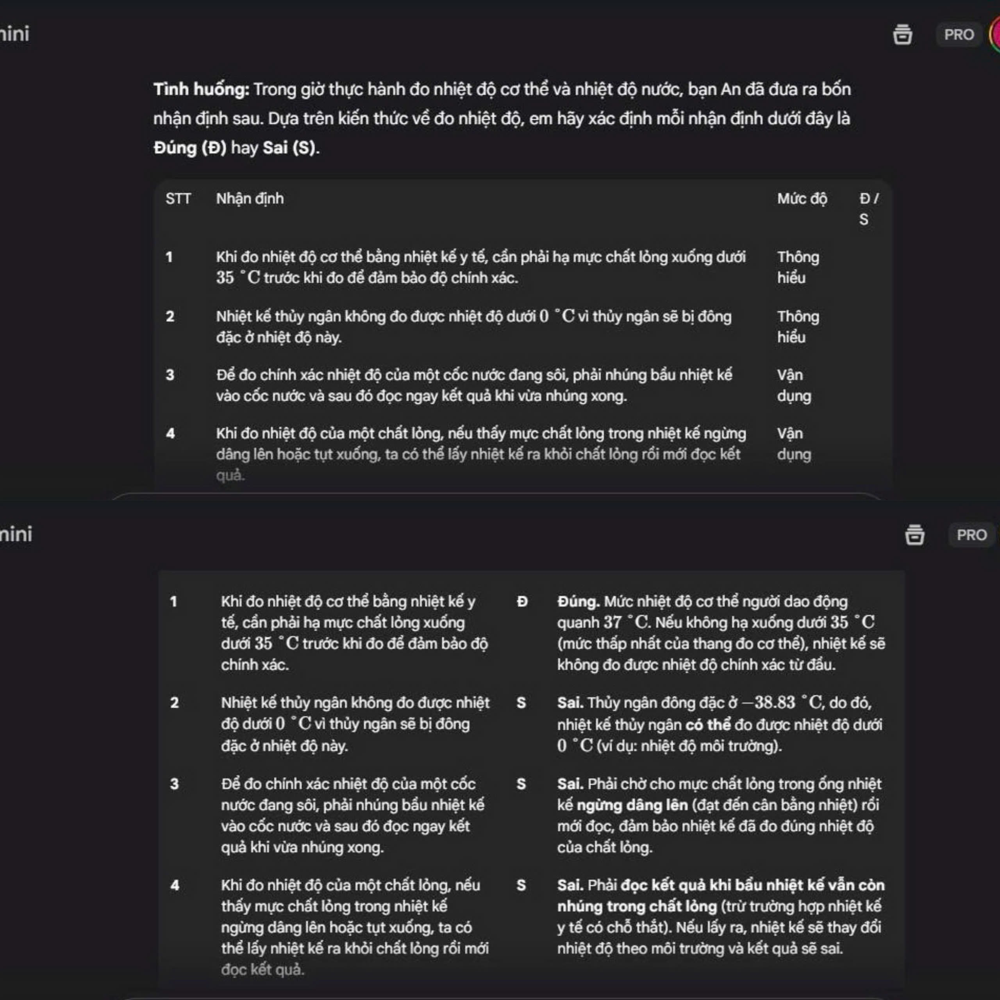 mini
PRO
Tình huống: Trong giờ thực hành đo nhiệt độ cơ thể và nhiệt độ nước, bạn An đã đưa ra bốn
nhận định sau. Dựa trên kiến thức về đo nhiệt độ, em hãy xác định mỗi nhận định dưới đây là
Đúng (Đ) hay Sai (S).
STT Nhận định Mức độ Đ /
S
1 Khi đo nhiệt độ cơ thể bằng nhiệt kế y tế, cần phải hạ mực chất lỏng xuống dưới Thông
35 °C trước khi đo để đảm bảo độ chính xác. hiểu
2 Nhiệt kế thủy ngân không đo được nhiệt độ dưới 0 °C vì thủy ngân sẽ bị đông Thông
đặc ở nhiệt độ này. hiểu
3 Để đo chính xác nhiệt độ của một cốc nước đang sôi, phải nhúng bầu nhiệt kế Vận
vào cốc nước và sau đó đọc ngay kết quả khi vừa nhúng xong. dụng
4 Khi đo nhiệt độ của một chất lỏng, nếu thấy mực chất lỏng trong nhiệt kế ngừng Vận
dâng lên hoặc tụt xuống, ta có thể lấy nhiệt kế ra khỏi chất lỏng rồi mới đọc kết dụng
quả.
mini
PRO
1 Khi đo nhiệt độ cơ thể bằng nhiệt kế y Đ Đúng. Mức nhiệt độ cơ thể người dao động
tế, cần phải hạ mực chất lỏng xuống quanh 37 °C. Nếu không hạ xuống dưới 35 °C
dưới 35 °C trước khi đo để đảm bảo độ (mức thấp nhất của thang đo cơ thể), nhiệt kế sẽ
chính xác. không đo được nhiệt độ chính xác từ đầu.
2 Nhiệt kế thủy ngân không đo được nhiệt S Sai. Thủy ngân đông đặc ở −38.83 °C, do đó,
độ dưới 0 °C vì thủy ngân sẽ bị đông nhiệt kế thủy ngân có thể đo được nhiệt độ dưới
đặc ở nhiệt độ này. 0 °C (ví dụ: nhiệt độ môi trường).
3 Để đo chính xác nhiệt độ của một cốc S Sai. Phải chờ cho mực chất lỏng trong ống nhiệt
nước đang sôi, phải nhúng bầu nhiệt kế kế ngừng dâng lên (đạt đến cân bằng nhiệt) rồi
vào cốc nước và sau đó đọc ngay kết mới đọc, đảm bảo nhiệt kế đã đo đúng nhiệt độ
quả khi vừa nhúng xong. của chất lỏng.
4 Khi đo nhiệt độ của một chất lỏng, nếu S Sai. Phải đọc kết quả khi bầu nhiệt kế vẫn còn
thấy mực chất lỏng trong nhiệt kế nhúng trong chất lỏng (trừ trường hợp nhiệt kế
ngừng dâng lên hoặc tụt xuống, ta có y tế có chỗ thắt). Nếu lấy ra, nhiệt kế sẽ thay đổi
thể lấy nhiệt kế ra khỏi chất lỏng rồi mới nhiệt độ theo môi trường và kết quả sẽ sai.
đọc kết quả.